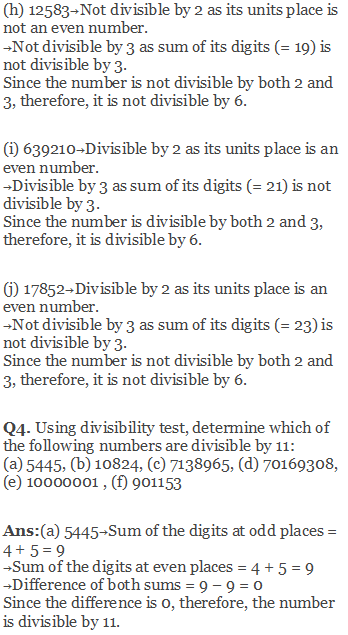 (h) 12583→Not divisible by 2 as its units place is
not an even number.
→Not divisible by 3 as sum of its digits (= 19) is
not divisible by 3.
Since the number is not divisible by both 2 and
3, therefore, it is not divisible by 6.
(i) 639210→Divisible by 2 as its units place is an
even number.
→Divisible by 3 as sum of its digits (= 21) is not
divisible by 3.
Since the number is divisible by both 2 and 3,
therefore, it is divisible by 6.
(j) 17852→Divisible by 2 as its units place is an
even number.
→Not divisible by 3 as sum of its digits (= 23) is
not divisible by 3.
Since the number is not divisible by both 2 and
3, therefore, it is not divisible by 6.
Q4. Using divisibility test, determine which of
the following numbers are divisible by 11:
(a) 5445, (b) 10824, (c) 7138965, (d) 70169308,
(e) 10000001 , (f) 901153
Ans:(a) 5445→Sum of the digits at odd places =
4 + 5 = 9
→Sum of the digits at even places = 4 + 5 = 9
→Difference of both sums = 9 – 9 = 0
Since the difference is 0, therefore, the number
is divisible by 11.